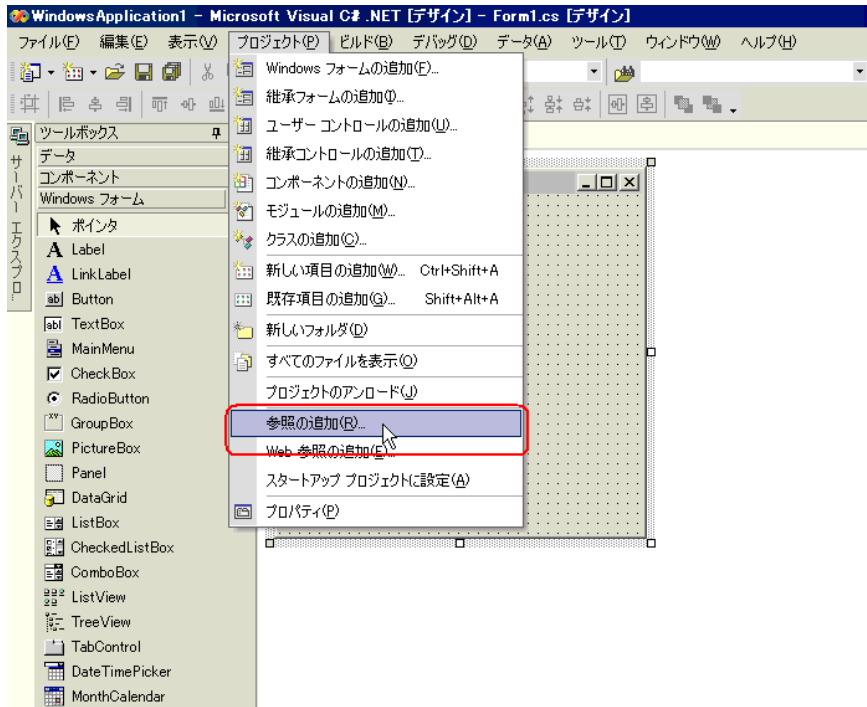 WindowsApplication1 - Microsoft Visual C# .NET [デザイン] - Form1.cs [デザイン]
ファイル(F) 編集(E) 表示(V) プロジェクト(P) ビルド(B) デバッグ(D) データ(A) ツール(T) ウィンドウ(W) ヘルプ(H)
Windows フォームの追加(F)...
継承フォームの追加(I)...
ユーザー コントロールの追加(U)...
継承コントロールの追加(T)...
コンポーネントの追加(N)...
モジュールの追加(M)...
クラスの追加(C)...
新しい項目の追加(W)... Ctrl+Shift+A
既存項目の追加(G)... Shift+Alt+A
新しいフォルダ(D)
すべてのファイルを表示(O)
プロジェクトのアンロード(J)
参照の追加(R)...
Web 参照の追加(E)...
スタートアップ プロジェクトに設定(A)
プロパティ(P)
サーバー エクスプロ...
ツールボックス
データ
コンポーネント
Windows フォーム
ポインタ
A Label
A LinkLabel
ab Button
abl TextBox
MainMenu
CheckBox
RadioButton
XY GroupBox
PictureBox
Panel
DataGrid
ListBox
CheckedListBox
ComboBox
ListView
TreeView
TabControl
DateTimePicker
MonthCalendar